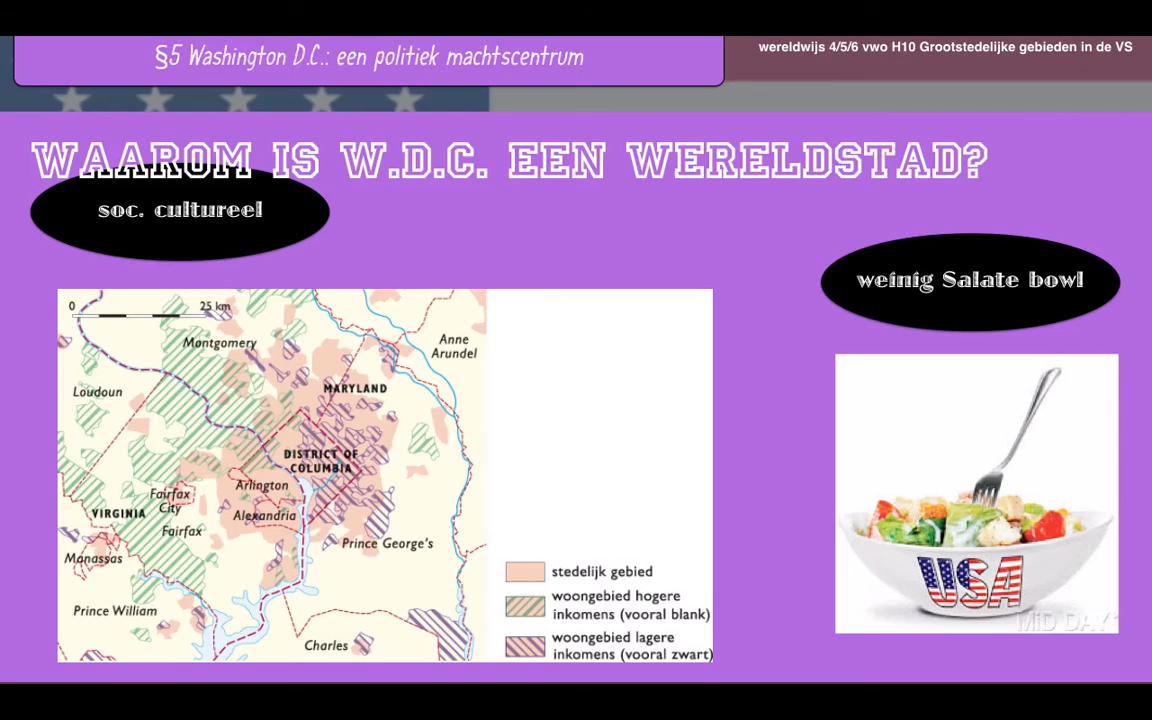 §5 Washington D.C.: een politiek machtscentrum
wereldwijs 4/5/6 vwo H10 Grootstedelijke gebieden in de VS
WAAROM IS W.D.C. EEN WERELDSTAD?
soc. cultureel
weinig Salate bowl
0 25 km
Montgomery
Anne
Arundel
Loudoun
MARYLAND
DISTRICT OF
COLUMBIA
Arlington
Fairfax
City
VIRGINIA
Alexandria
Fairfax
Prince George's
Manassas
Prince William
Charles
stedelijk gebied
woongebied hogere
inkomens (vooral blank)
woongebied lagere
inkomens (vooral zwart)
USA
MiD DAY